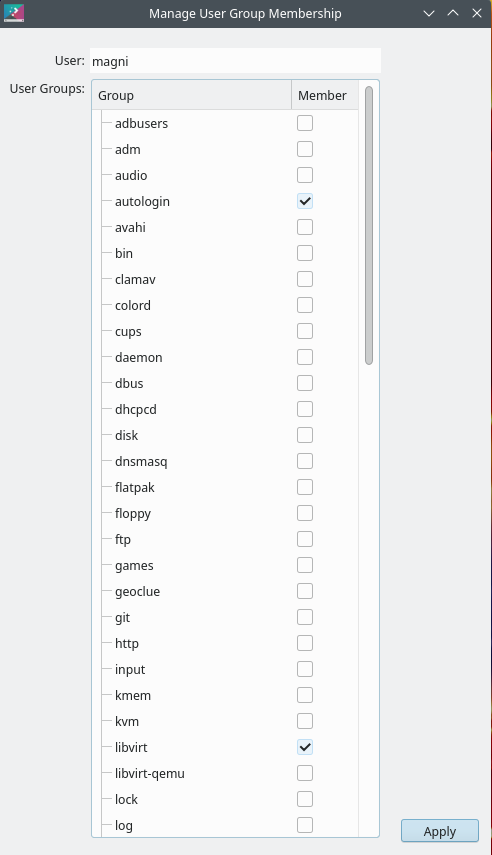 Manage User Group Membership
User: magni
User Groups:
Group Member
adbusers
adm
audio
autologin
avahi
bin
clamav
colord
cups
daemon
dbus
dhcpcd
disk
dnsmasq
flatpak
floppy
ftp
games
geoclue
git
http
input
kmem
kvm
libvirt
libvirt-qemu
lock
log
Apply